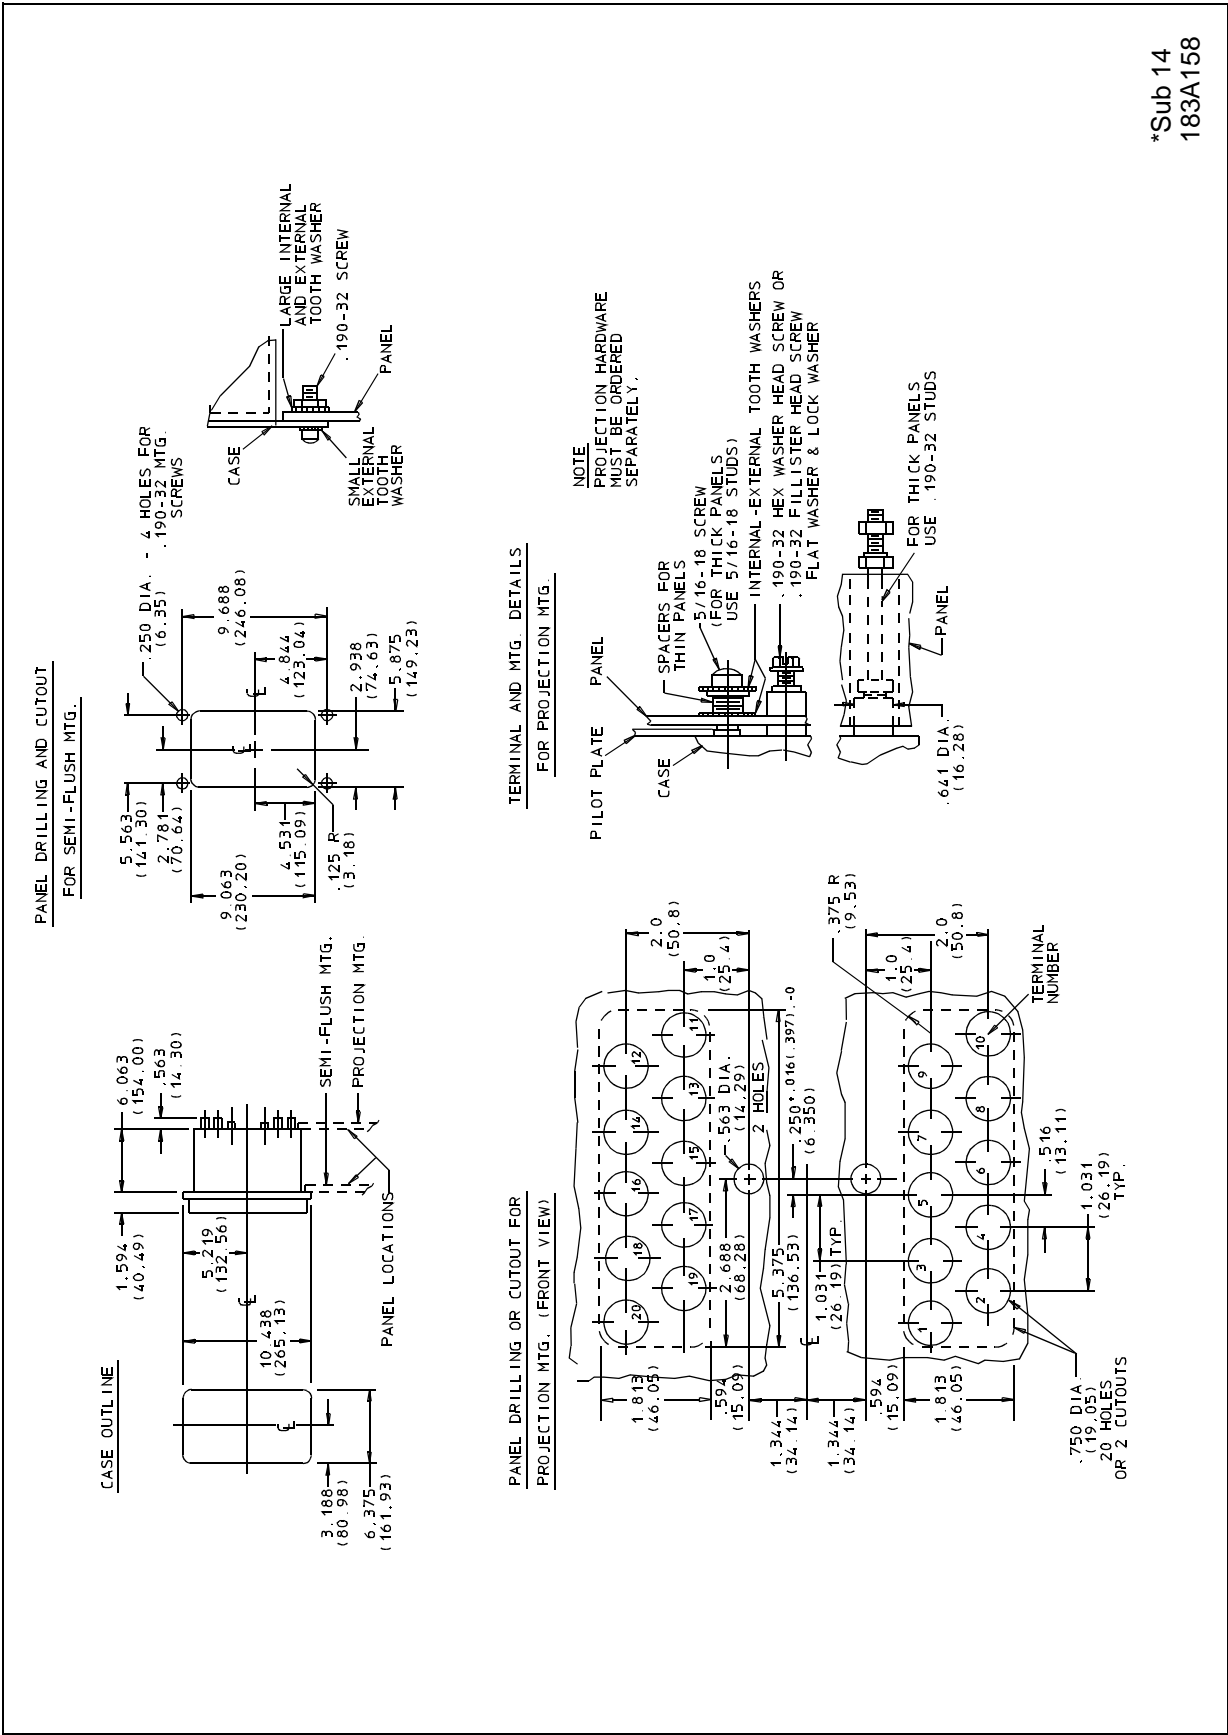 CASE OUTLINE
3.188
(80.98)
6.375
(161.93)
10.438
(265.13)
5.219
(132.56)
1.594
(40.49)
6.063
(154.00)
.563
(14.30)
SEMI-FLUSH MTG.
PROJECTION MTG.
PANEL LOCATIONS
PANEL DRILLING AND CUTOUT
FOR SEMI-FLUSH MTG.
5.563
(141.30)
2.781
(70.64)
9.063
(230.20)
4.531
(115.09)
.125 R
(3.18)
.250 DIA. - 4 HOLES FOR
(6.35) .190-32 MTG.
SCREWS
9.688
(246.08)
4.844
(123.04)
2.938
(74.63)
5.875
(149.23)
CASE
SMALL
EXTERNAL
TOOTH
WASHER
LARGE INTERNAL
AND EXTERNAL
TOOTH WASHER
.190-32 SCREW
PANEL
PANEL DRILLING OR CUTOUT FOR
PROJECTION MTG. (FRONT VIEW)
20 18 16 14 12
19 17 15 13 11
1.813
(46.05)
.594
(15.09)
1.344
(34.14)
1.344
(34.14)
.594
(15.09)
1.813
(46.05)
2.688
(68.28)
5.375
(136.53)
1.031
(26.19) TYP.
.563 DIA.
(14.29)
2 HOLES
.250+.016(.397).-0
(6.350)
2.0
(50.8)
1.0
(25.4)
.375 R
(9.53)
1.0
(25.4)
2.0
(50.8)
1 3 5 7 9
2 4 6 8 10
TERMINAL
NUMBER
.516
(13.11)
1.031
(26.19)
TYP.
.750 DIA.
(19.05)
20 HOLES
OR 2 CUTOUTS
TERMINAL AND MTG. DETAILS
FOR PROJECTION MTG.
PILOT PLATE
PANEL
CASE
SPACERS FOR
THIN PANELS
5/16-18 SCREW
(FOR THICK PANELS
USE 5/16-18 STUDS)
INTERNAL-EXTERNAL TOOTH WASHERS
.190-32 HEX WASHER HEAD SCREW OR
.190-32 FILLISTER HEAD SCREW
FLAT WASHER & LOCK WASHER
FOR THICK PANELS
USE .190-32 STUDS
PANEL
.641 DIA.
(16.28)
NOTE
PROJECTION HARDWARE
MUST BE ORDERED
SEPARATELY.
*Sub 14
183A158